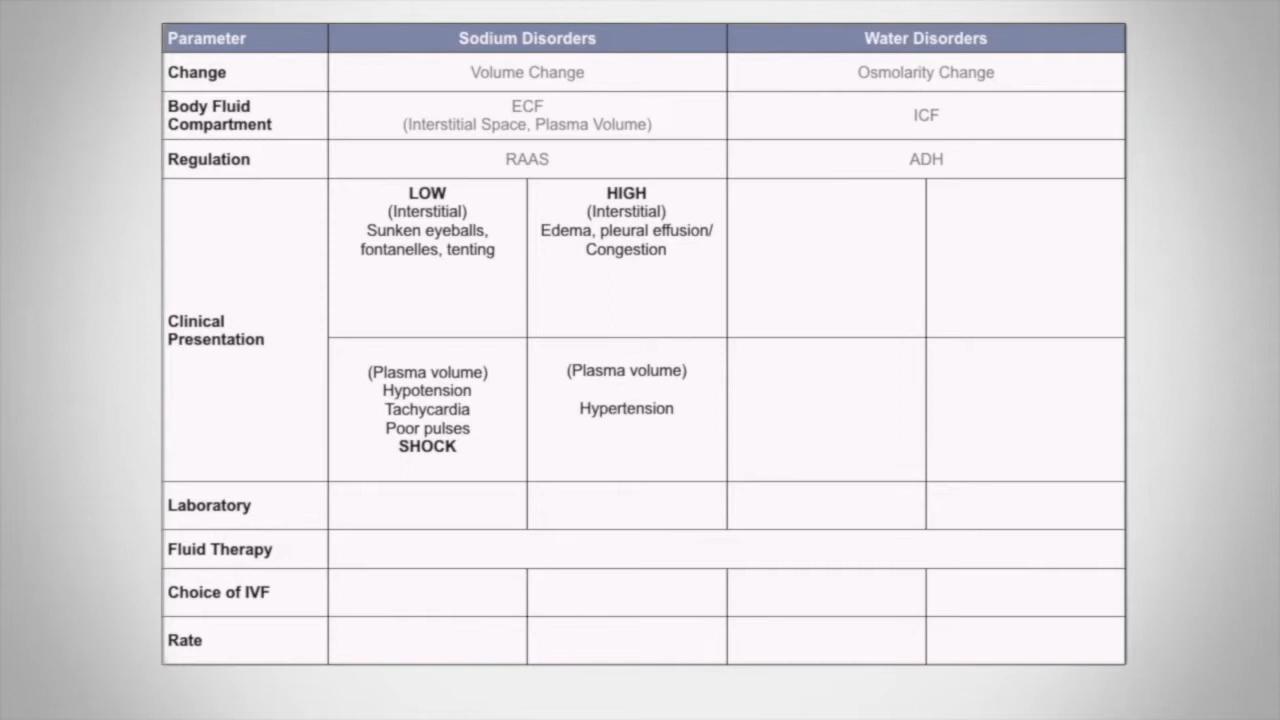 Parameter
Sodium Disorders
Water Disorders
Change
Volume Change
Osmolarity Change
Body Fluid
Compartment
ECF
(Interstitial Space, Plasma Volume)
ICF
Regulation
RAAS
ADH
Clinical
Presentation
LOW
(Interstitial)
Sunken eyeballs,
fontanelles, tenting
HIGH
(Interstitial)
Edema, pleural effusion/
Congestion
(Plasma volume)
Hypotension
Tachycardia
Poor pulses
SHOCK
(Plasma volume)
Hypertension
Laboratory
Fluid Therapy
Choice of IVF
Rate